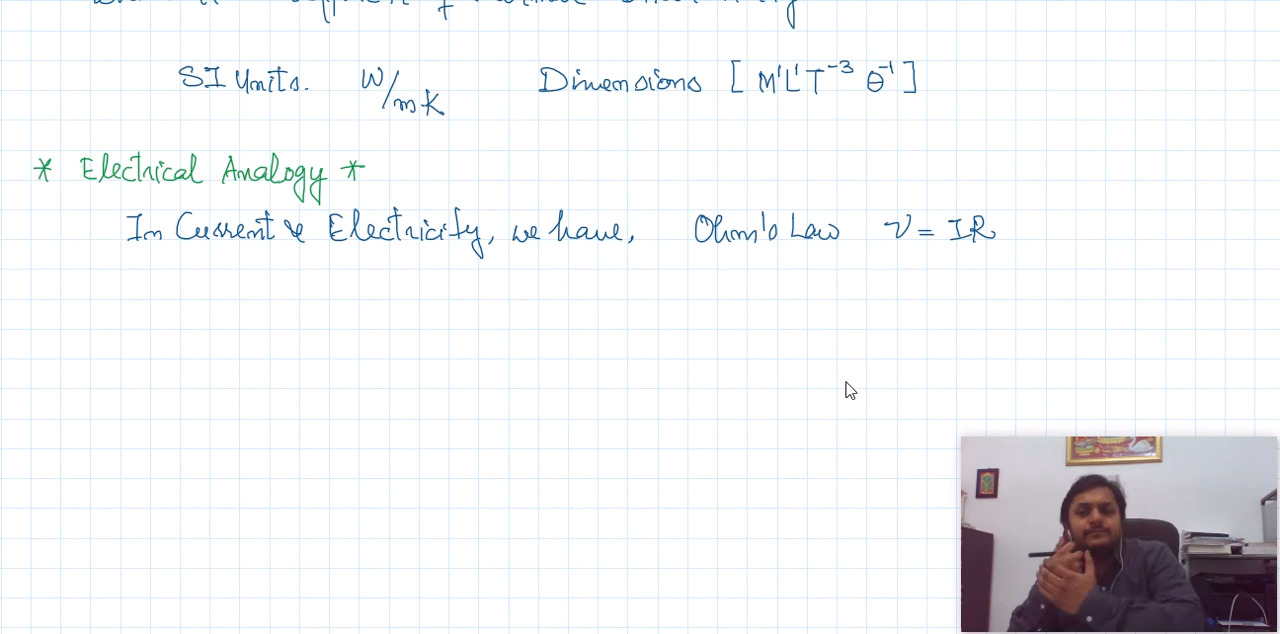 SI Units. W/mK Dimensions [M¹L¹T⁻³ θ⁻¹]
* Electrical Analogy *
In Current & Electricity, we have, Ohm's Law V = IR